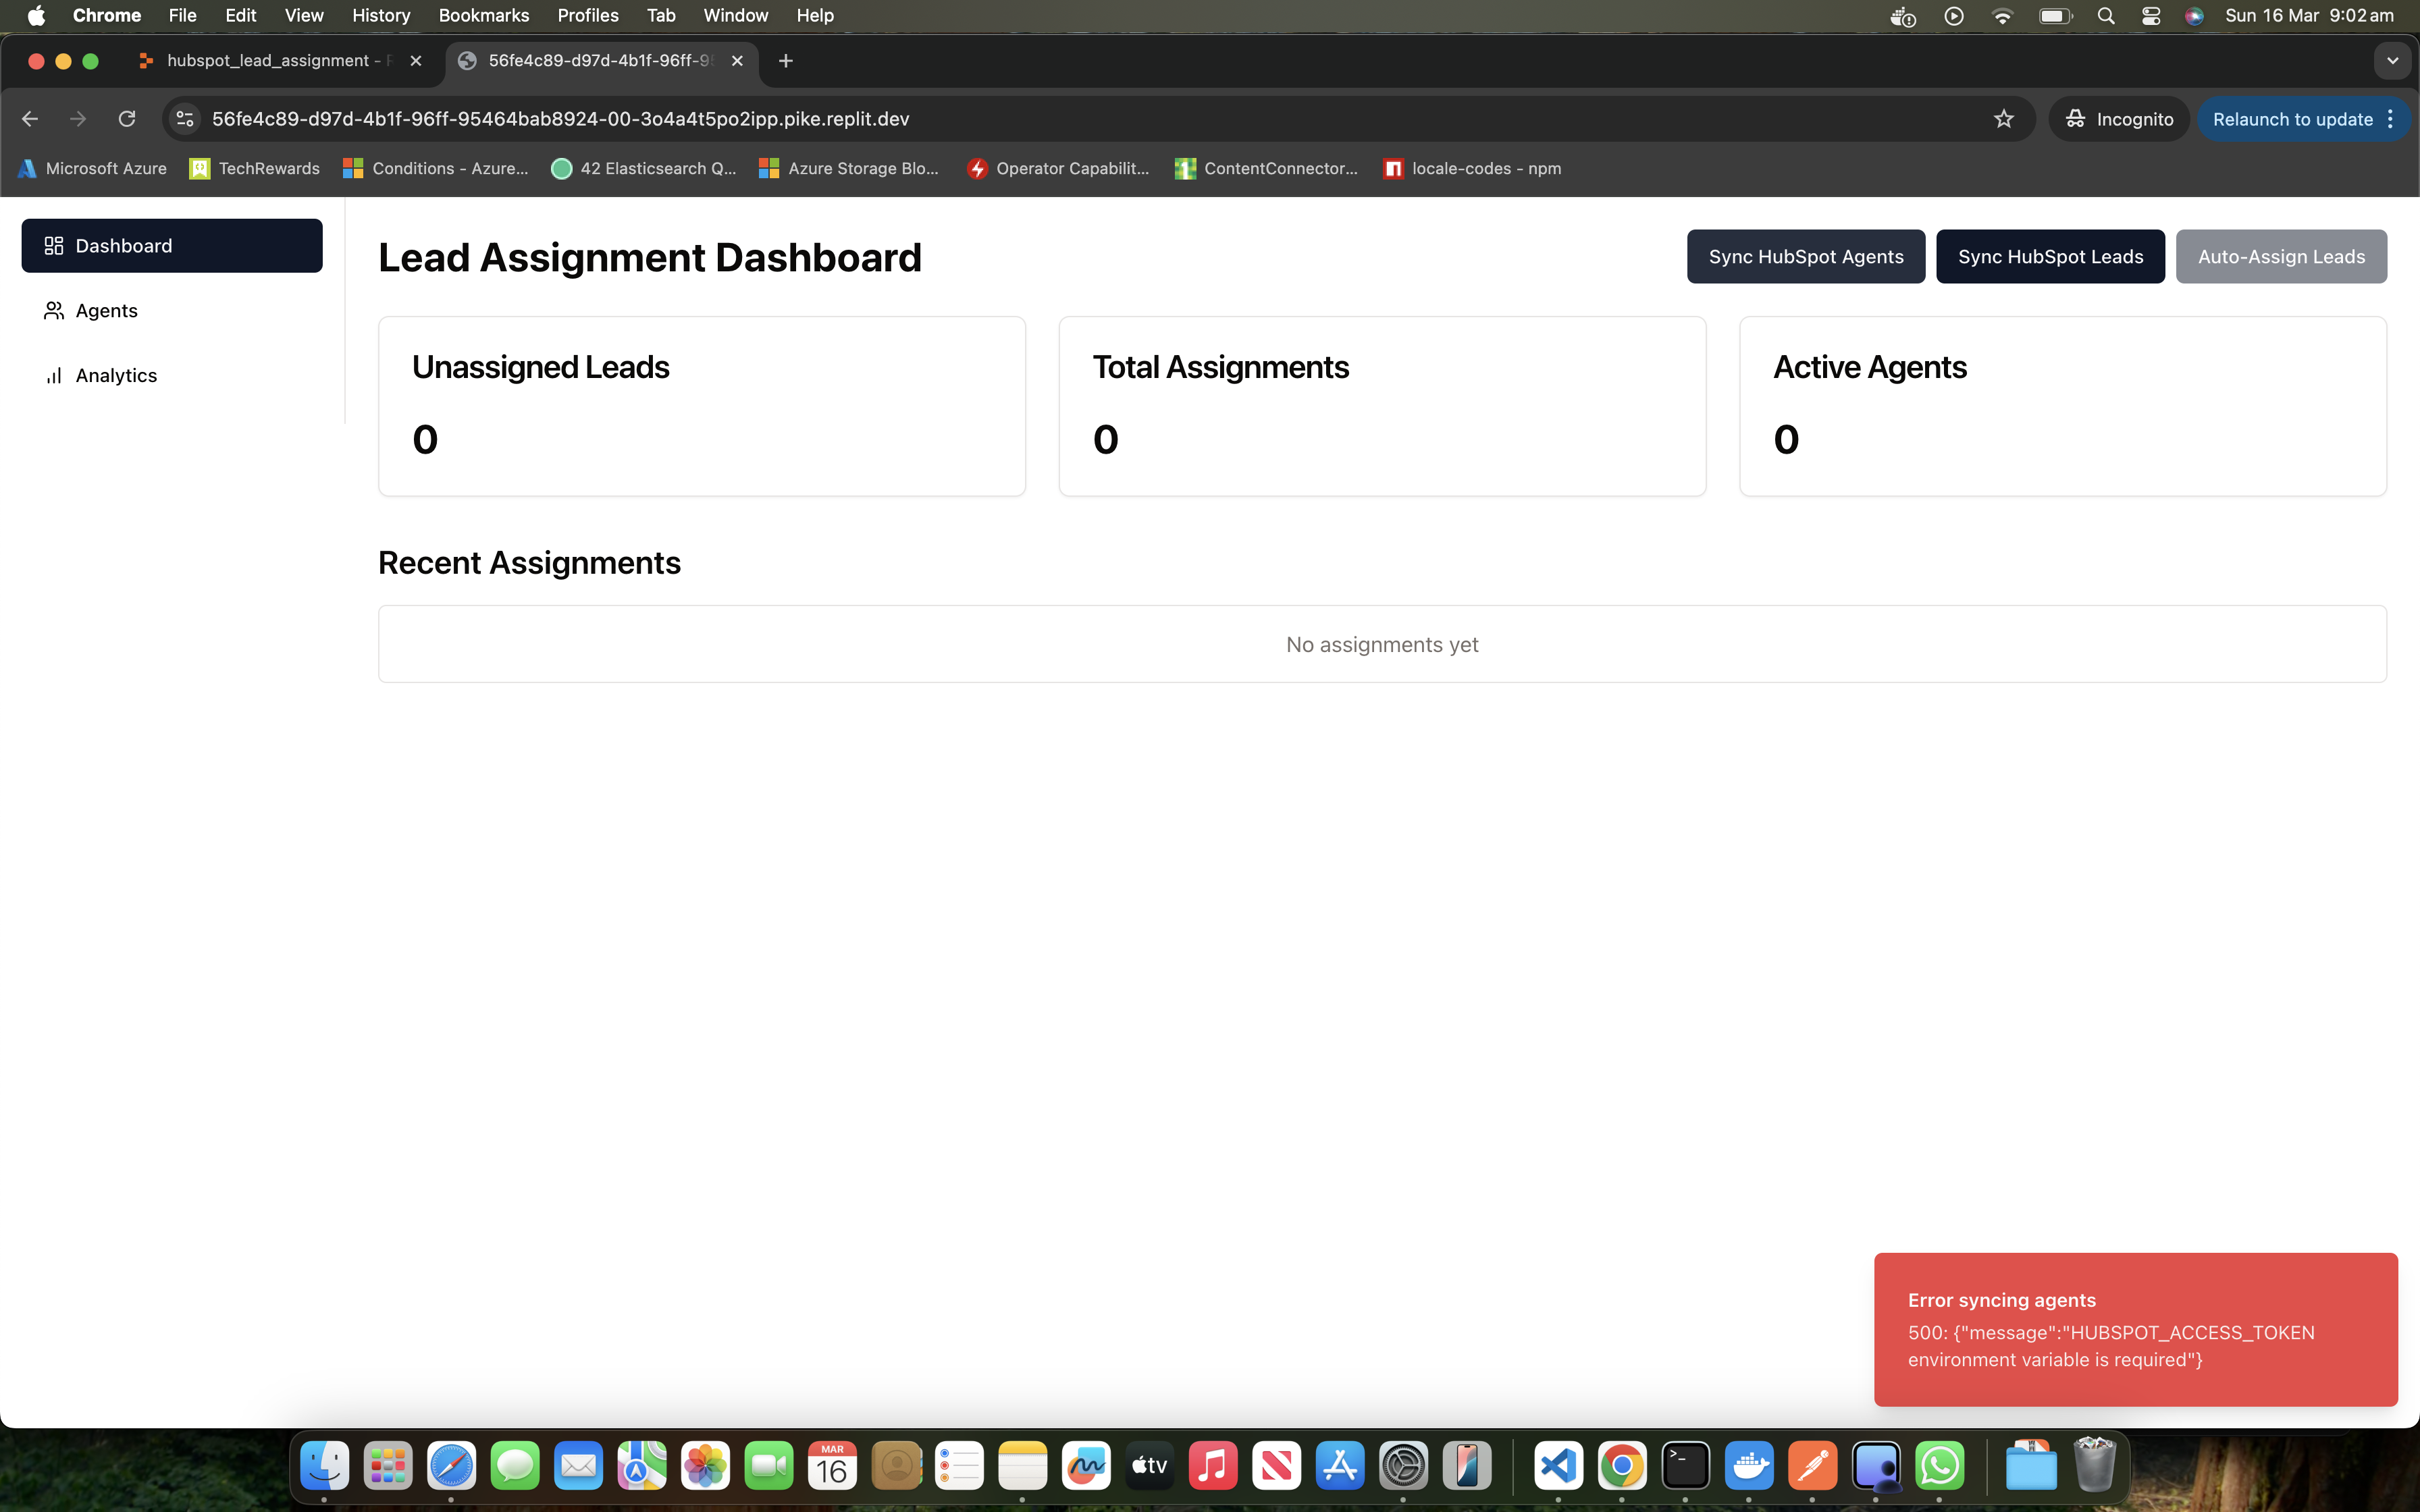 Chrome File Edit View History Bookmarks Profiles Tab Window Help Sun 16 Mar 9:02 am
hubspot_lead_assignment - 56fe4c89-d97d-4b1f-96ff-9
56fe4c89-d97d-4b1f-96ff-95464bab8924-00-3o4a4t5po2ipp.pike.replit.dev Incognito Relaunch to update
Microsoft Azure TechRewards Conditions - Azure... 42 Elasticsearch Q... Azure Storage Blo... Operator Capabilit... ContentConnector... locale-codes - npm
Dashboard
Agents
Analytics
Lead Assignment Dashboard
Sync HubSpot Agents Sync HubSpot Leads Auto-Assign Leads
Unassigned Leads Total Assignments Active Agents
0 0 0
Recent Assignments
No assignments yet
Error syncing agents
500: {"message":"HUBSPOT_ACCESS_TOKEN
environment variable is required"}
MAR
16
tv